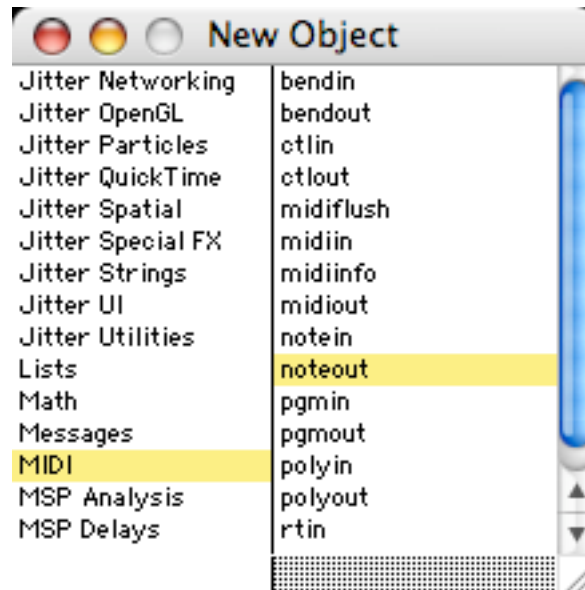 New Object
Jitter Networking
Jitter OpenGL
Jitter Particles
Jitter QuickTime
Jitter Spatial
Jitter Special FX
Jitter Strings
Jitter UI
Jitter Utilities
Lists
Math
Messages
MIDI
MSP Analysis
MSP Delays
bendin
bendout
ctlin
ctlout
midiflush
midiin
midiinfo
midiout
notein
noteout
pgmin
pgmout
polyin
polyout
rtin